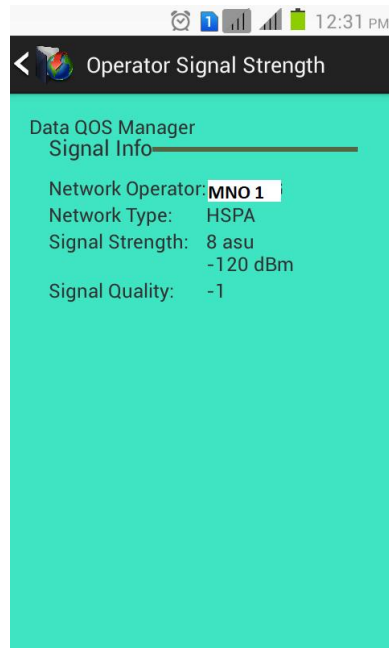 1 12:31 PM
Operator Signal Strength
Data QOS Manager
Signal Info
Network Operator: MNO 1
Network Type: HSPA
Signal Strength: 8 asu
-120 dBm
Signal Quality: -1